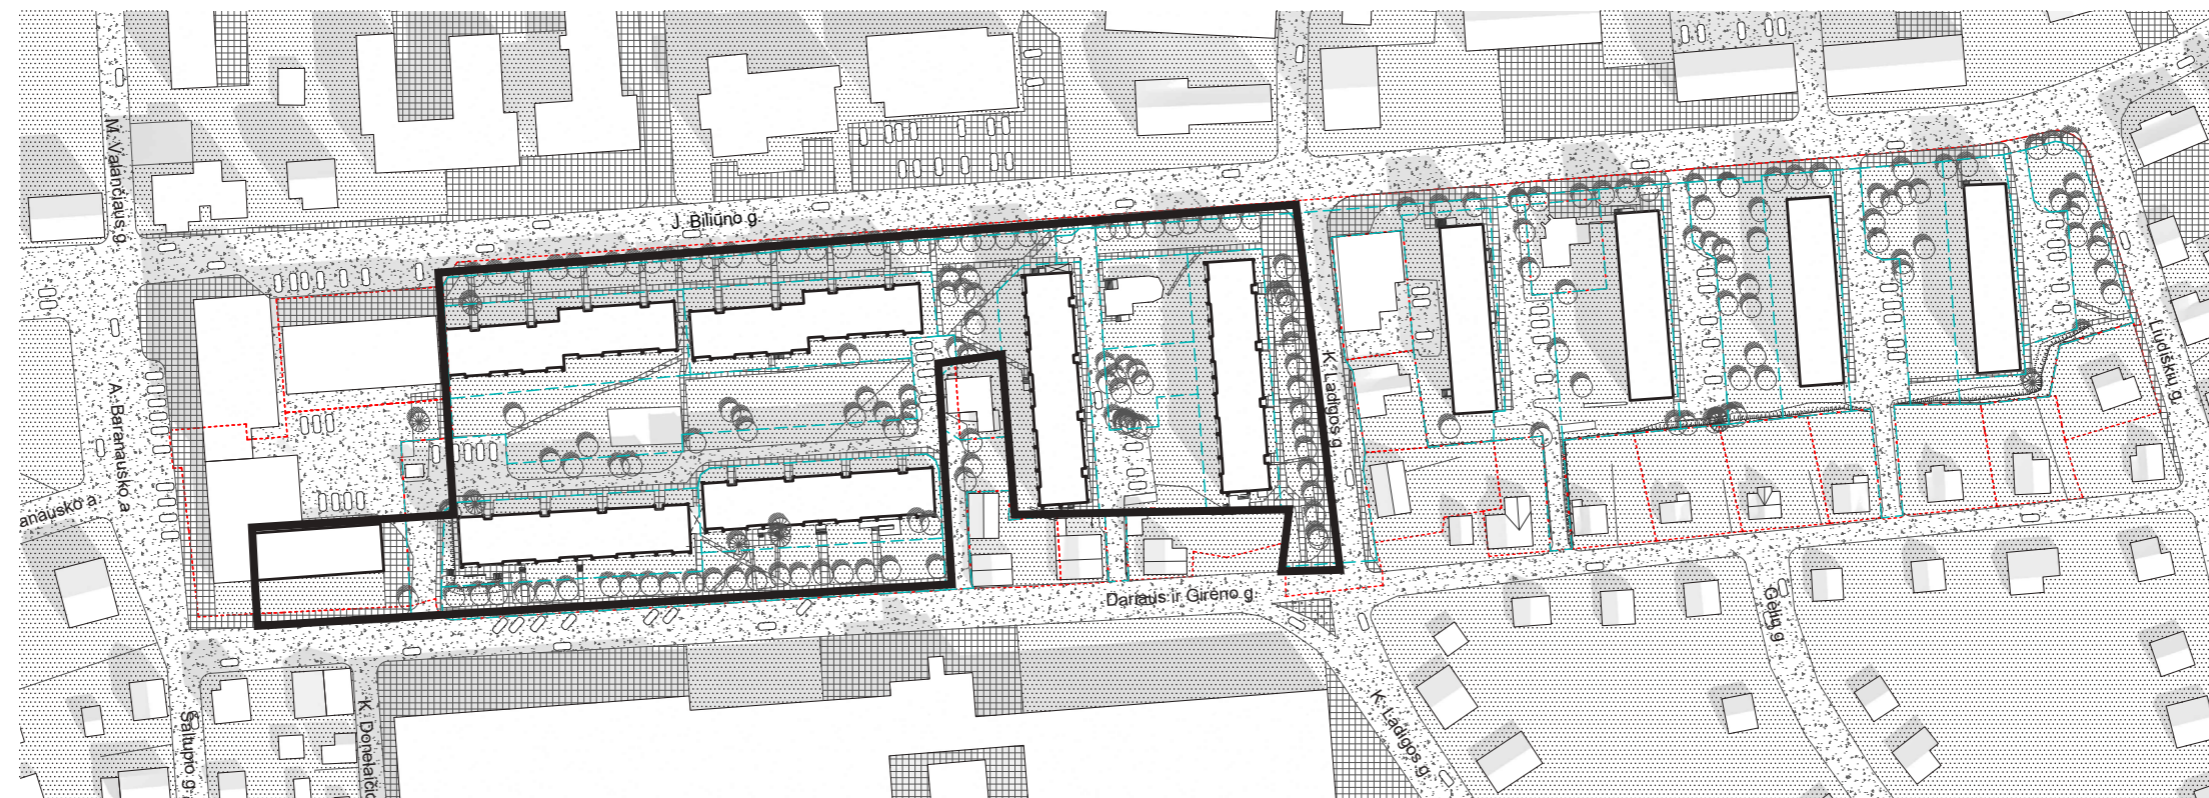 M. Valančiaus g.
J. Biliūno g.
A. Baranausko a
anausko a.
K. Ladigos g.
Liudiškių g.
Dariaus ir Girėno g.
Gėlių g.
Šaltupio g.
K. Donelaičio
K. Ladigos g.